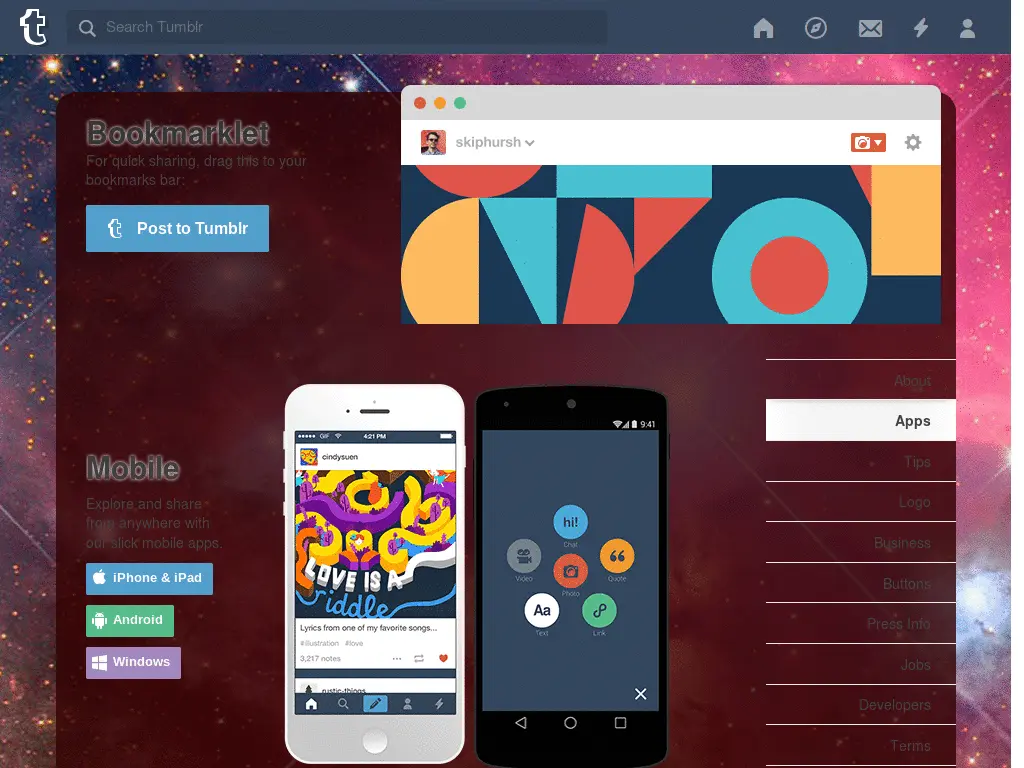 Search Tumblr
Bookmarklet
For quick sharing, drag this to your
bookmarks bar:
Post to Tumblr
skiphursh
Mobile
Explore and share
from anywhere with
our slick mobile apps.
iPhone & iPad
Android
Windows
GIF
4:21 PM
cindysuen
LOVE IS A
riddle
Lyrics from one of my favorite songs...
#illustration #love
3,217 notes
rustic-things
9:41
hi!
Chat
Video
Quote
Photo
Aa
Text
Link
About
Apps
Tips
Logo
Business
Buttons
Press Info
Jobs
Developers
Terms